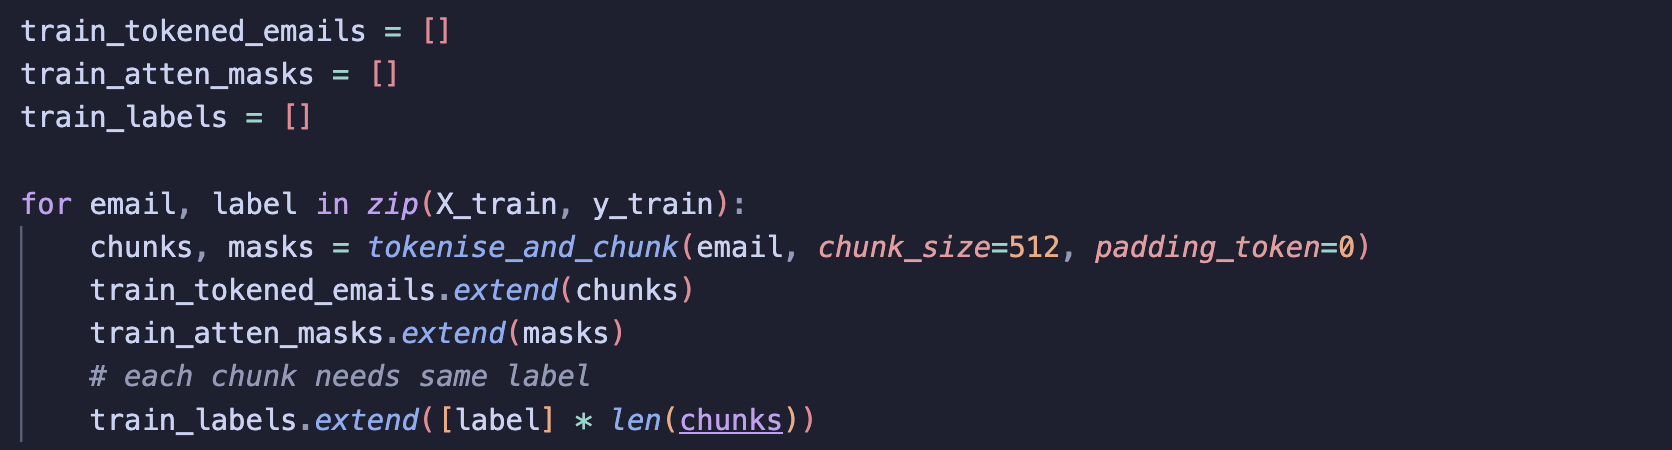 train_tokened_emails = []
train_atten_masks = []
train_labels = []

for email, label in zip(X_train, y_train):
    chunks, masks = tokenise_and_chunk(email, chunk_size=512, padding_token=0)
    train_tokened_emails.extend(chunks)
    train_atten_masks.extend(masks)
    # each chunk needs same label
    train_labels.extend([label] * len(chunks))